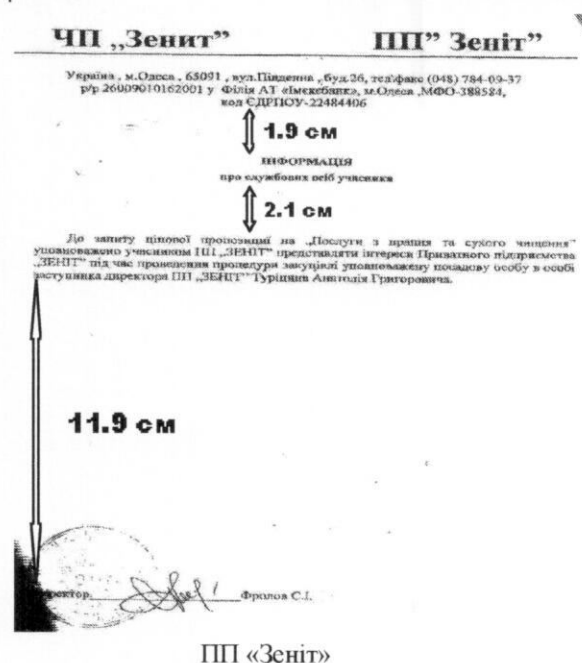 ЧП „Зенит” ПП” Зеніт”
Україна , м.Одеса , 65091 , вул.Південна ,буд.26, тел/факс (048) 784-09-37
р/р 26009010162001 у Філія АТ «Імексбанк», м.Одеса ,МФО-388584,
код ЄДРПОУ-22484406
1.9 см
ІНФОРМАЦІЯ
про службових осіб учасника
2.1 см
До запиту цінової пропозиції на „Послуги з прання та сухого чищення”
уповноважено учасником ПП „ЗЕНІТ” представляти інтереси Приватного підприємства
„ЗЕНІТ” під час проведення процедури закупівлі уповноважену посадову особу в особі
заступника директора ПП „ЗЕНІТ” Туріцина Анатолія Григоровича.
11.9 см
Директор Фролов С.І.
ПП «Зеніт»